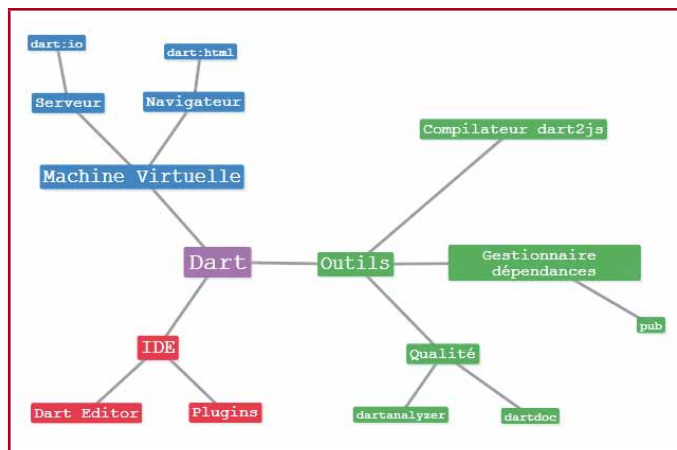 dart:io
dart:html
Serveur
Navigateur
Compilateur dart2js
Machine Virtuelle
Dart
Outils
Gestionnaire
dépendances
pub
IDE
Qualité
Dart Editor
Plugins
dartanalyzer
dartdoc